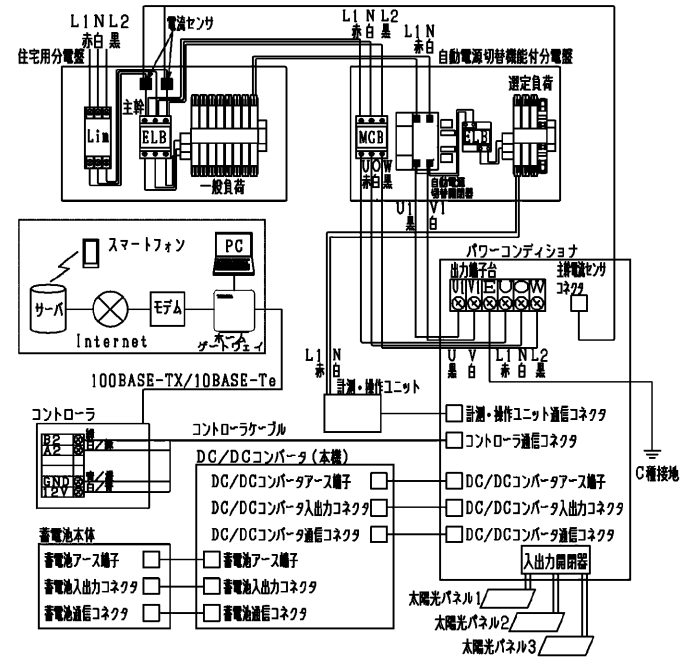 L1 N L2
赤 白 黒
電流センサ
L1 N L2
赤 白 黒
L1 N
赤 白
住宅用分電盤
自動電源切替機能付分電盤
主幹
選定負荷
Lim
ELB
MCB
ELB
一般負荷
U O W
赤 白 黒
自動電源
切替開閉器
U1 V1
黒 白
パワーコンディショナ
スマートフォン
PC
出力端子台
主幹電流センサ
コネクタ
U1 V1 E U O W
サーバ
モデム
Internet
ホーム
ゲートウェイ
L1 N
赤 白
U V L1 N L2
黒 白 赤 白 黒
100BASE-TX/10BASE-Te
計測・操作ユニット
コントローラ
計測・操作ユニット通信コネクタ
コントローラケーブル
コントローラ通信コネクタ
B2
A2
GND
12V
C種接地
DC/DCコンバータ(本機)
DC/DCコンバータアース端子
DC/DCコンバータアース端子
DC/DCコンバータ入出力コネクタ
DC/DCコンバータ入出力コネクタ
DC/DCコンバータ通信コネクタ
DC/DCコンバータ通信コネクタ
蓄電池本体
蓄電池アース端子
蓄電池アース端子
蓄電池入出力コネクタ
蓄電池入出力コネクタ
蓄電池通信コネクタ
蓄電池通信コネクタ
入出力開閉器
太陽光パネル1
太陽光パネル2
太陽光パネル3